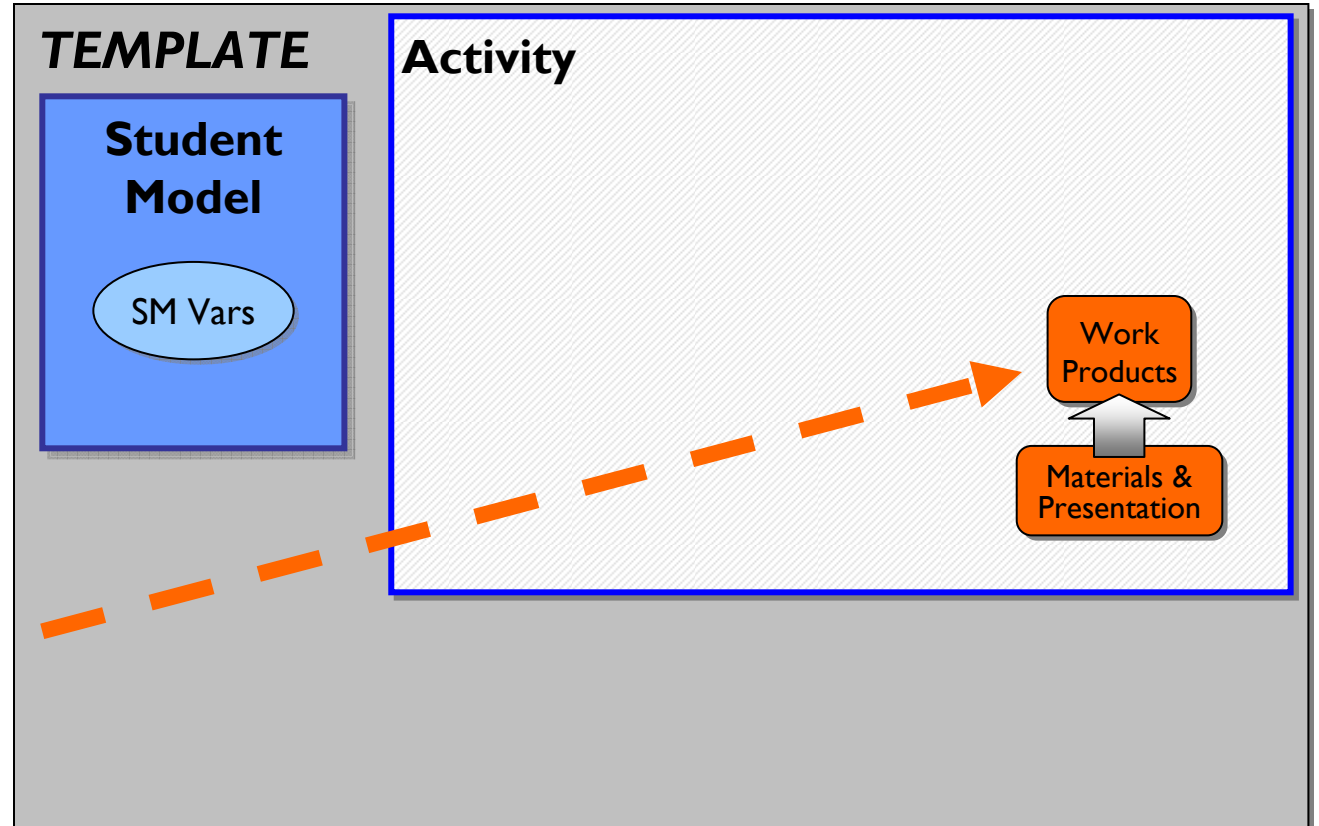 TEMPLATE
Activity
Student
Model
SM Vars
Work
Products
Materials &
Presentation